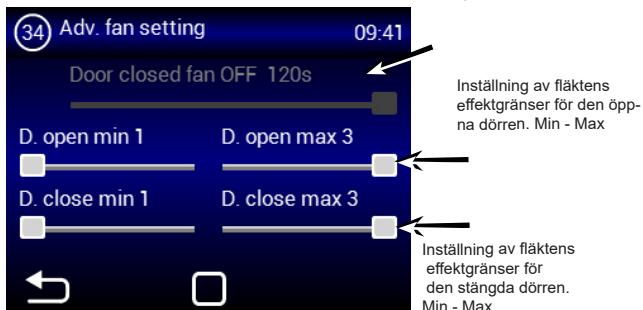 34 Adv. fan setting 09:41
Door closed fan OFF 120s
D. open min 1 D. open max 3
D. close min 1 D. close max 3
Inställning av fläktens
effektgränser för den öpp-
na dörren. Min - Max
Inställning av fläktens
effektgränser för
den stängda dörren.
Min - Max